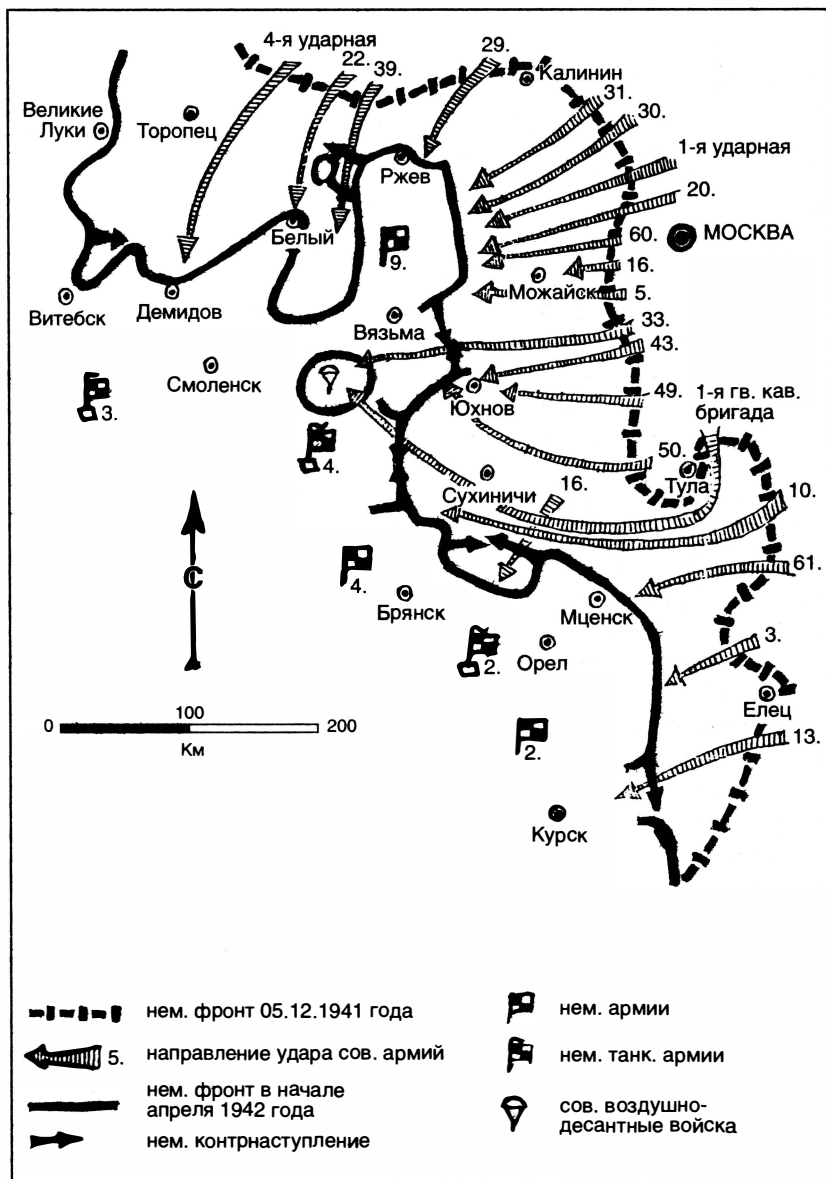 4-я ударная
22.
39.
29.
Калинин
31.
30.
1-я ударная
20.
60.
МОСКВА
16.
5.
Великие
Луки
Торопец
Ржев
Белый
9.
Можайск
Витебск
Демидов
Вязьма
33.
43.
Смоленск
3.
Юхнов
49.
1-я гв. кав.
бригада
4.
50.
Тула
16.
Сухиничи
10.
С
4.
61.
Брянск
Мценск
2.
Орел
3.
Елец
0 100 200
Км
2.
13.
Курск
нем. фронт 05.12.1941 года
5. направление удара сов. армий
нем. фронт в начале
апреля 1942 года
нем. контрнаступление
нем. армии
нем. танк. армии
сов. воздушно-
десантные войска